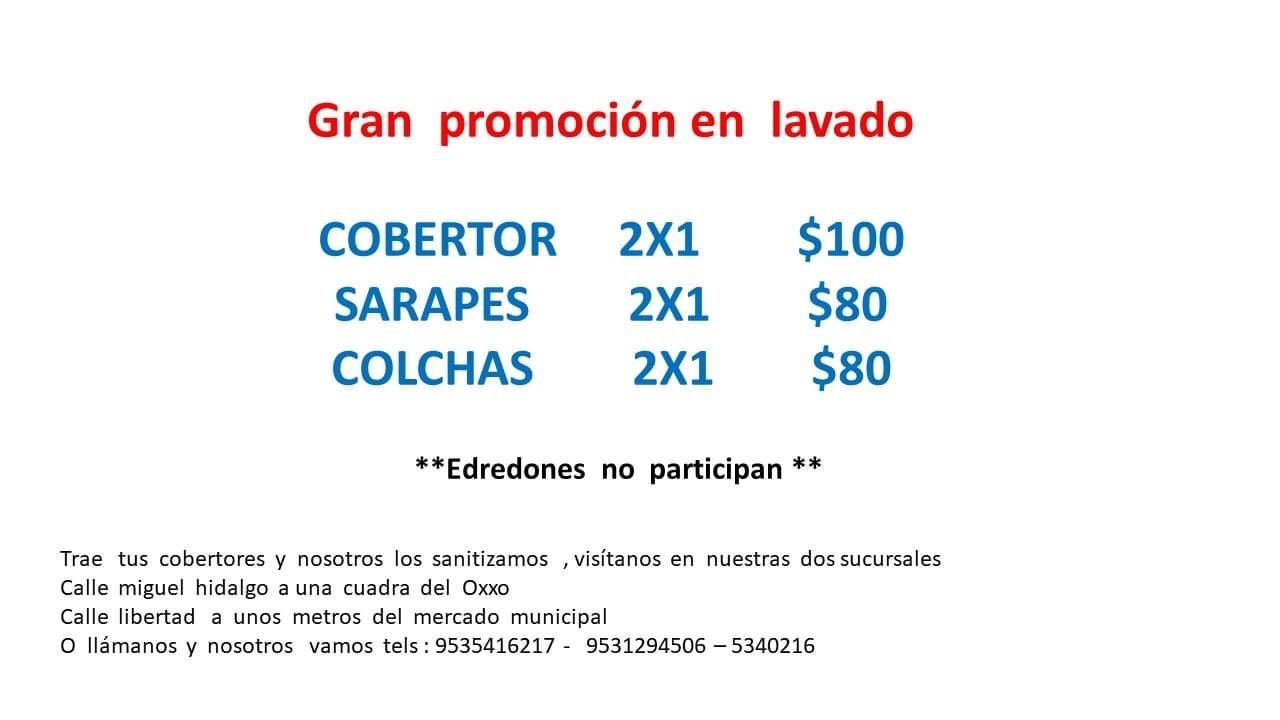 Gran promoción en lavado
COBERTOR 2X1 $100
SARAPES 2X1 $80
COLCHAS 2X1 $80
**Edredones no participan **
Trae tus cobertores y nosotros los sanitizamos , visítanos en nuestras dos sucursales
Calle miguel hidalgo a una cuadra del Oxxo
Calle libertad a unos metros del mercado municipal
O llámanos y nosotros vamos tels : 9535416217 - 9531294506 – 5340216